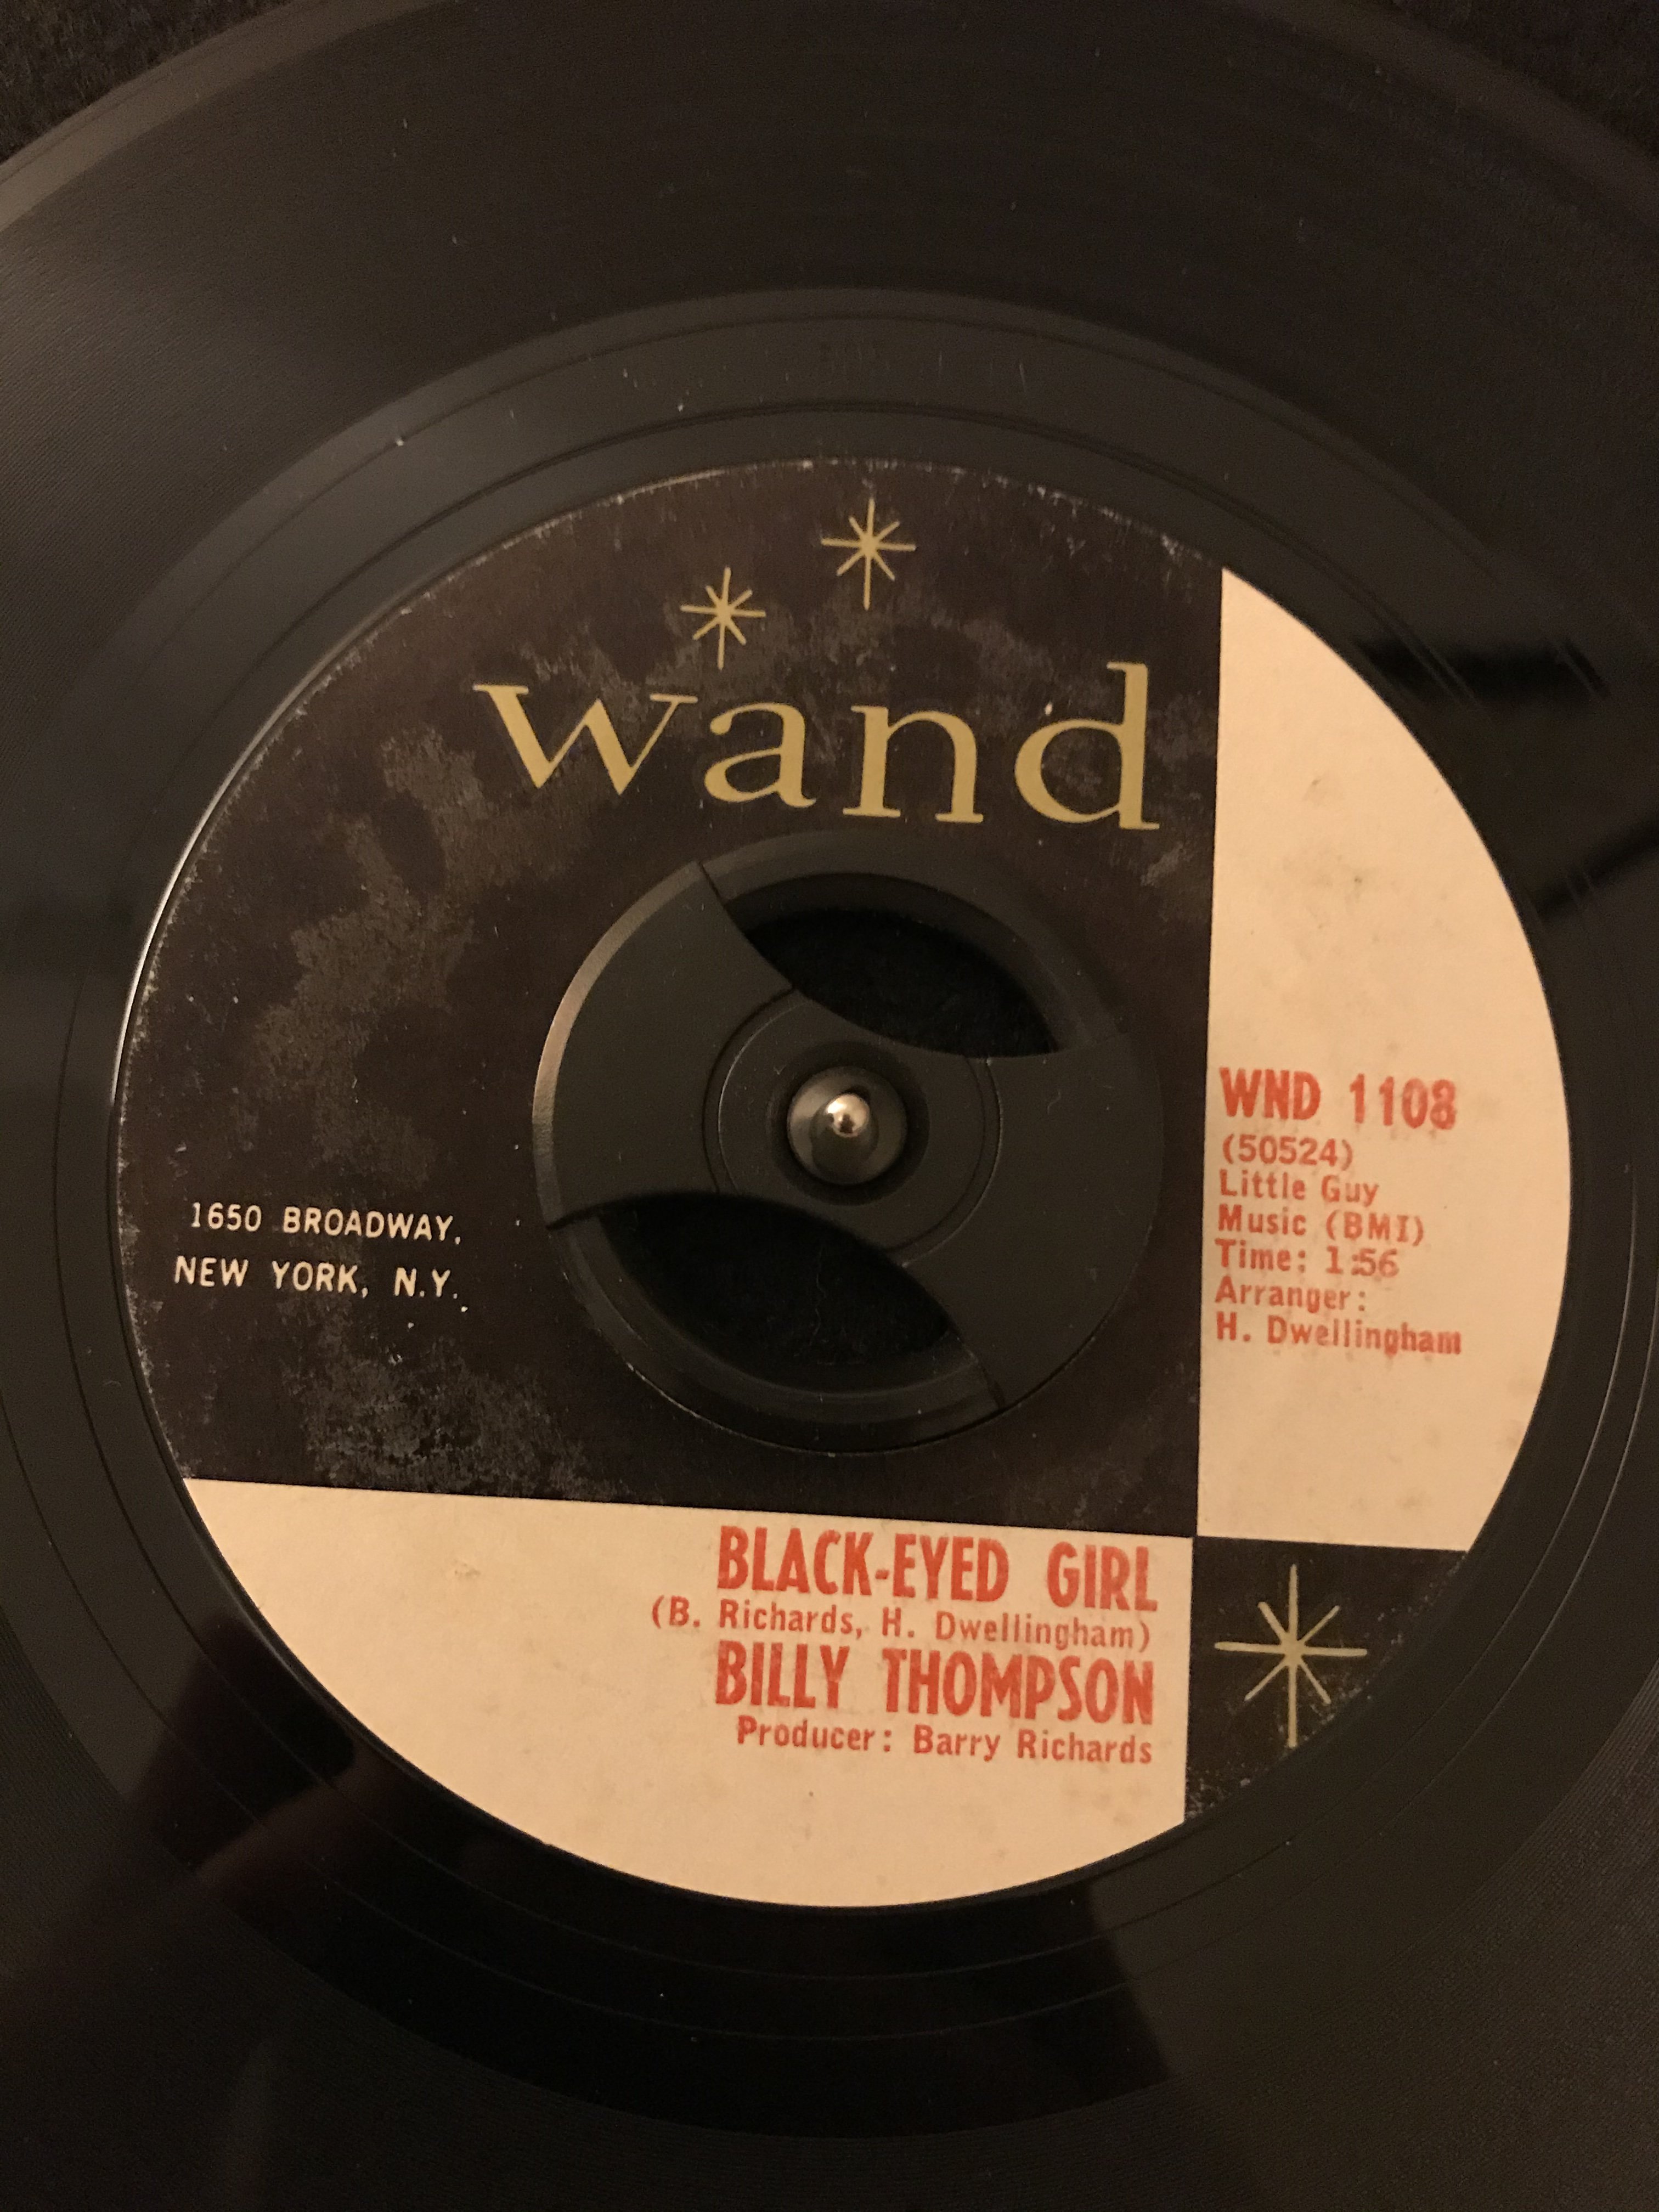 wand
1650 BROADWAY,
NEW YORK, N.Y.
WND 1108
(50524)
Little Guy
Music (BMI)
Time: 1:56
Arranger:
H. Dwellingham
BLACK-EYED GIRL
(B. Richards, H. Dwellingham)
BILLY THOMPSON
Producer: Barry Richards